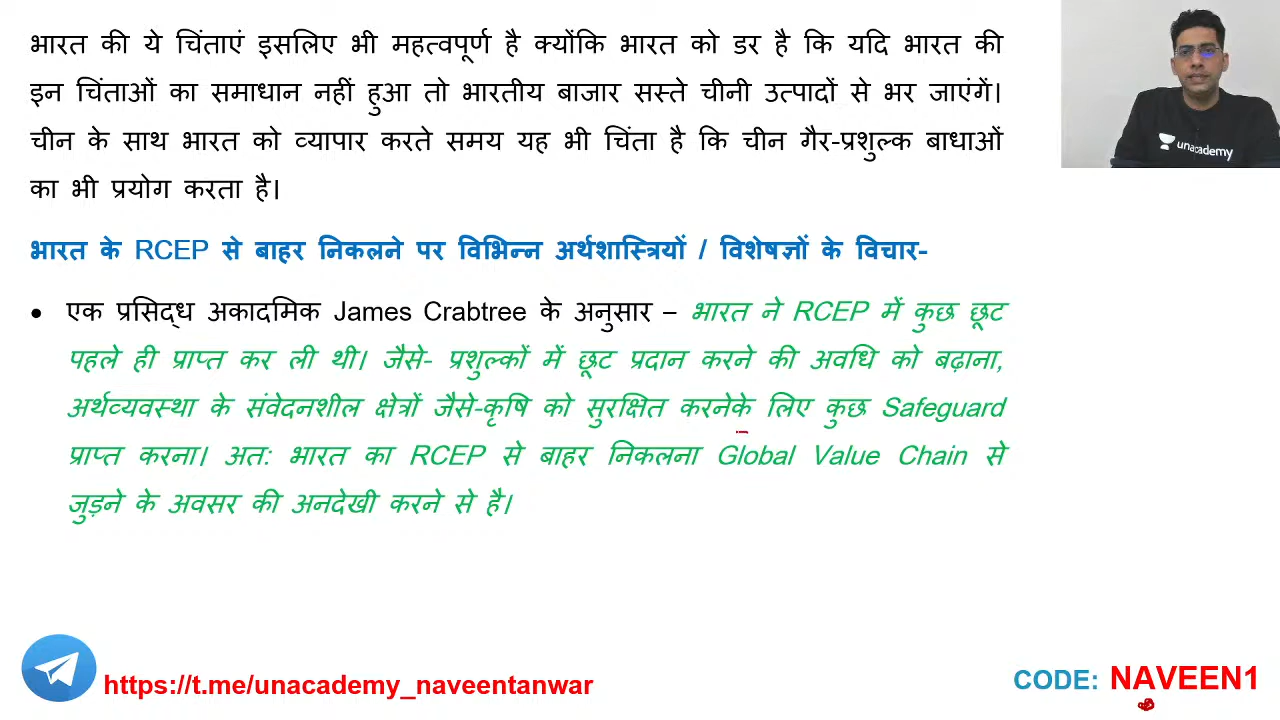 भारत की ये चिंताएं इसलिए भी महत्वपूर्ण है क्योंकि भारत को डर है कि यदि भारत की
इन चिंताओं का समाधान नहीं हुआ तो भारतीय बाजार सस्ते चीनी उत्पादों से भर जाएंगें।
चीन के साथ भारत को व्यापार करते समय यह भी चिंता है कि चीन गैर-प्रशुल्क बाधाओं
का भी प्रयोग करता है।
unacademy
भारत के RCEP से बाहर निकलने पर विभिन्न अर्थशास्त्रियों / विशेषज्ञों के विचार-
• एक प्रसिद्ध अकादमिक James Crabtree के अनुसार – भारत ने RCEP में कुछ छूट
पहले ही प्राप्त कर ली थी। जैसे- प्रशुल्कों में छूट प्रदान करने की अवधि को बढ़ाना,
अर्थव्यवस्था के संवेदनशील क्षेत्रों जैसे-कृषि को सुरक्षित करनेके लिए कुछ Safeguard
प्राप्त करना। अत: भारत का RCEP से बाहर निकलना Global Value Chain से
जुड़ने के अवसर की अनदेखी करने से है।
https://t.me/unacademy_naveentanwar
CODE: NAVEEN1